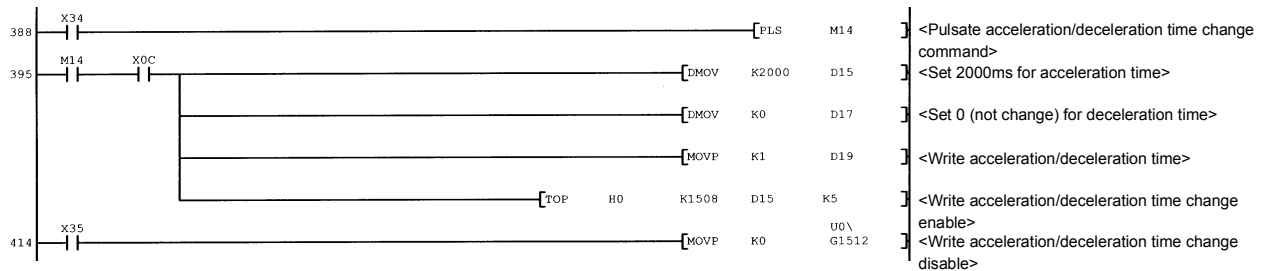 X34
388 [PLS M14 ] <Pulsate acceleration/deceleration time change
command>
M14 X0C
395 [DMOV K2000 D15 ] <Set 2000ms for acceleration time>
[DMOV K0 D17 ] <Set 0 (not change) for deceleration time>
[MOVP K1 D19 ] <Write acceleration/deceleration time>
[TOP H0 K1508 D15 K5 ] <Write acceleration/deceleration time change
enable>
X35 U0\
414 [MOVP K0 G1512 ] <Write acceleration/deceleration time change
disable>